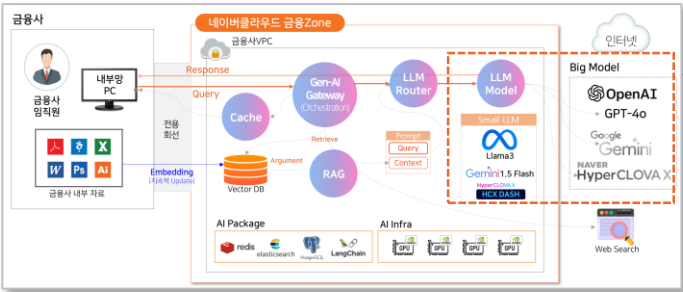 네이버클라우드 금융Zone
금융사
금융사VPC
인터넷
금융사
임직원
내부망
PC
Response
Query
전용
회선
Cache
Gen-AI
Gateway
(Orchestration)
LLM
Router
LLM
Model
Big Model
OpenAI
GPT-4o
Google
Gemini
NAVER
HyperCLOVA X
Retrieve
Prompt
Query
Context
Small LLM
Llama3
Gemini 1.5 Flash
HyperCLOVA X
HCX DASH
W
Ps
Ai
X
금융사 내부 자료
Embedding
(지속적 Update)
Vector DB
Argument
RAG
Web Search
AI Package
redis
elasticsearch
PostgreSQL
LangChain
AI Infra
GPU
GPU
GPU
GPU